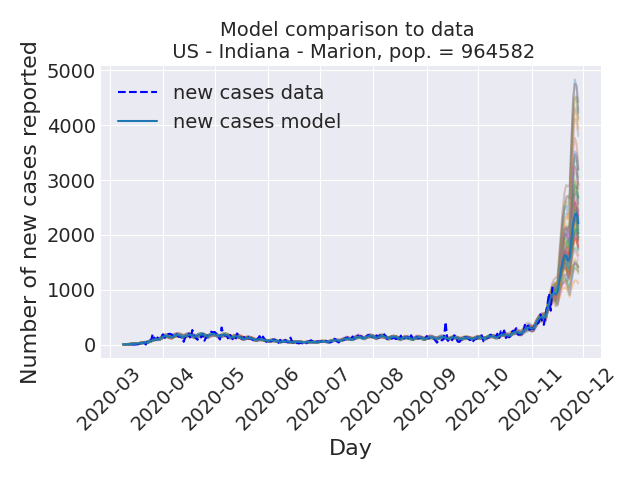 Model comparison to data
US - Indiana - Marion, pop. = 964582
Number of new cases reported
5000
4000
3000
2000
1000
0
new cases data
new cases model
2020-03
2020-04
2020-05
2020-06
2020-07
2020-08
2020-09
2020-10
2020-11
2020-12
Day